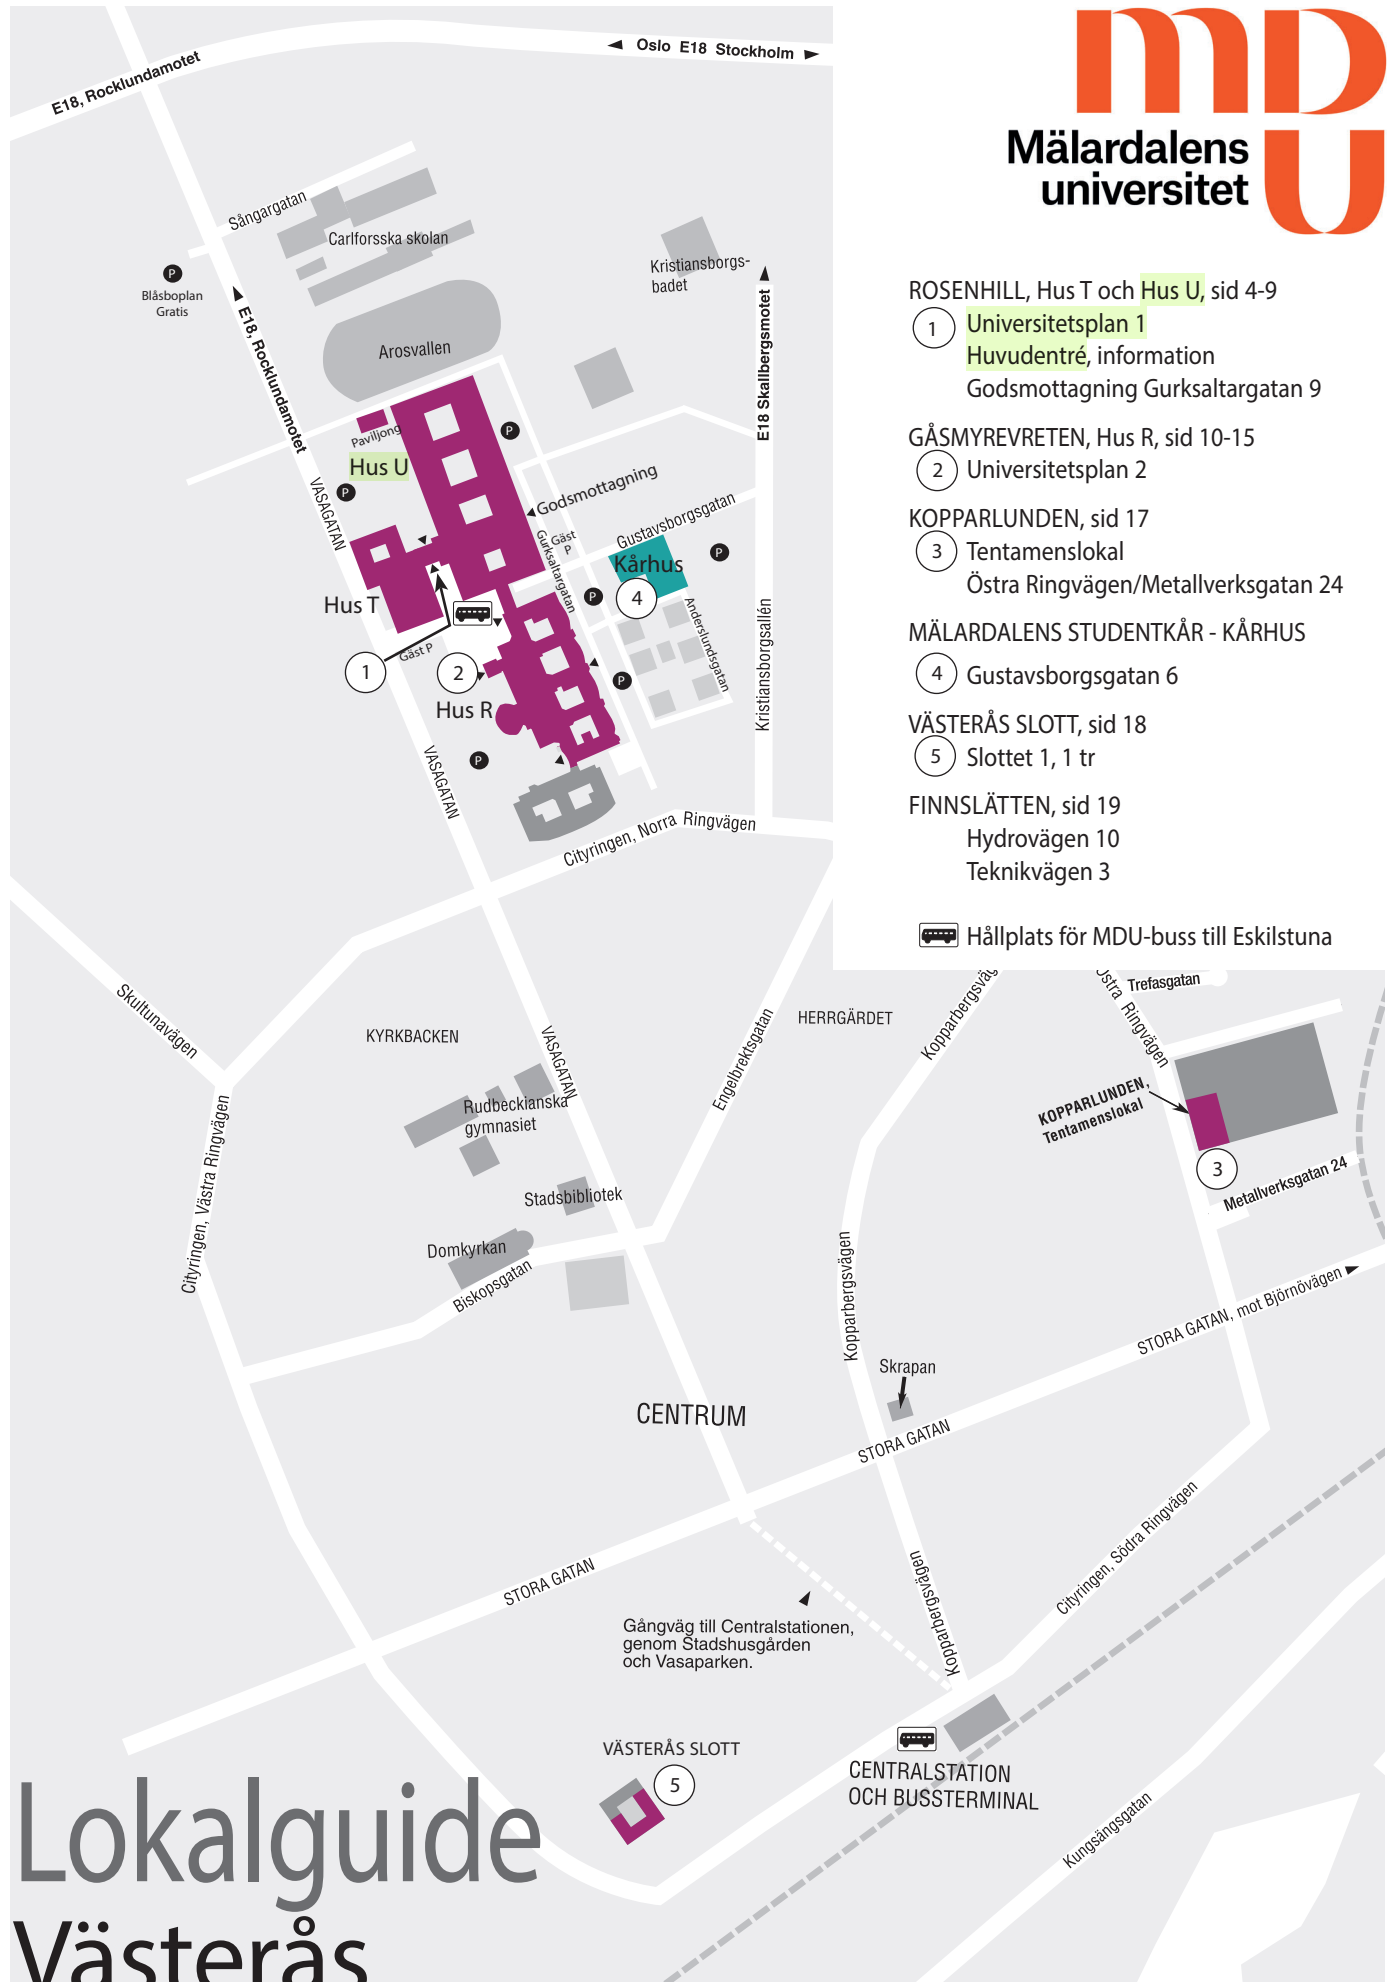 Oslo E18 Stockholm
E18, Rocklundamotet
mDU
Mälardalens
universitet
Sångargatan
Carlforsska skolan
Kristiansborgs-
badet
P
Blåsboplan
Gratis
E18, Rocklundamotet
E18 Skallbergsmotet
Arosvallen
Paviljong
P
Hus U
P
VASAGATAN
Godsmottagning
Gustavsborgsgatan
Gäst
P
Gurksaltargatan
Kårhus
P
P
4
Hus T
Anderslundsgatan
Kristiansborgsallén
Gäst P
1
2
P
Hus R
P
VASAGATAN
Cityringen, Norra Ringvägen
ROSENHILL, Hus T och Hus U, sid 4-9
1 Universitetsplan 1
Huvudentré, information
Godsmottagning Gurksaltargatan 9
GÅSMYREVRETEN, Hus R, sid 10-15
2 Universitetsplan 2
KOPPARLUNDEN, sid 17
3 Tentamenslokal
Östra Ringvägen/Metallverksgatan 24
MÄLARDALENS STUDENTKÅR - KÅRHUS
4 Gustavsborgsgatan 6
VÄSTERÅS SLOTT, sid 18
5 Slottet 1, 1 tr
FINNSLÄTTEN, sid 19
Hydrovägen 10
Teknikvägen 3
Hållplats för MDU-buss till Eskilstuna
Skultunavägen
KYRKBACKEN
VASAGATAN
Engelbrektsgatan
HERRGÄRDET
Kopparbergsväg
Östra Ringvägen
Trefasgatan
KOPPARLUNDEN,
Tentamenslokal
3
Metallverksgatan 24
Rudbeckianska
gymnasiet
Cityringen, Västra Ringvägen
Stadsbibliotek
Domkyrkan
Biskopsgatan
Kopparbergsvägen
STORA GATAN, mot Björnövägen
Skrapan
CENTRUM
STORA GATAN
STORA GATAN
Kopparbergsvägen
Cityringen, Södra Ringvägen
Gångväg till Centralstationen,
genom Stadshusgården
och Vasaparken.
VÄSTERÅS SLOTT
5
CENTRALSTATION
OCH BUSSTERMINAL
Kungsängsgatan
Lokalguide
Västerås